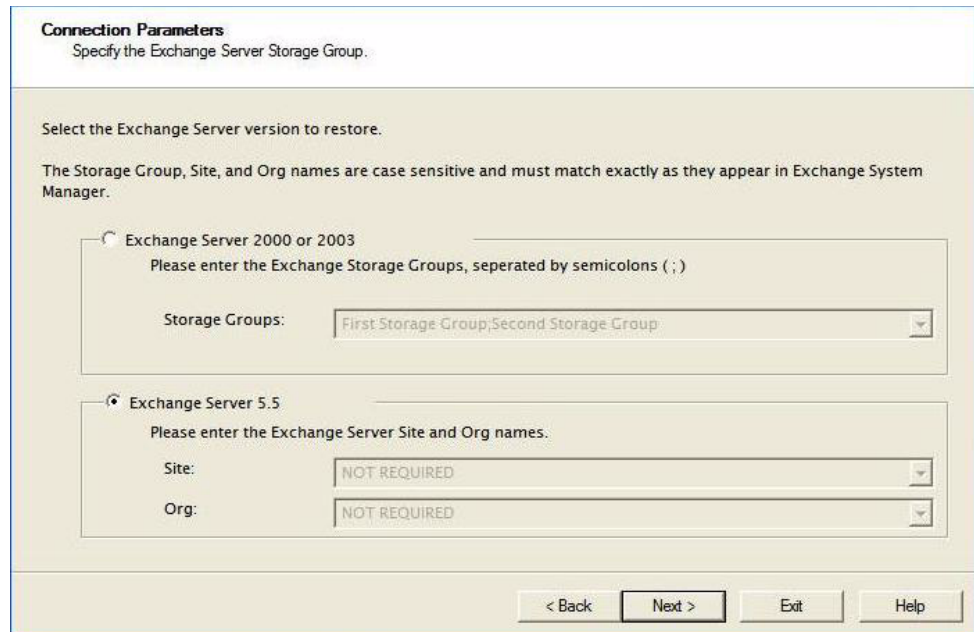 Connection Parameters
Specify the Exchange Server Storage Group.
Select the Exchange Server version to restore.
The Storage Group, Site, and Org names are case sensitive and must match exactly as they appear in Exchange System
Manager.
Exchange Server 2000 or 2003
Please enter the Exchange Storage Groups, seperated by semicolons ( ; )
Storage Groups: First Storage Group;Second Storage Group
Exchange Server 5.5
Please enter the Exchange Server Site and Org names.
Site: NOT REQUIRED
Org: NOT REQUIRED
< Back Next > Exit Help